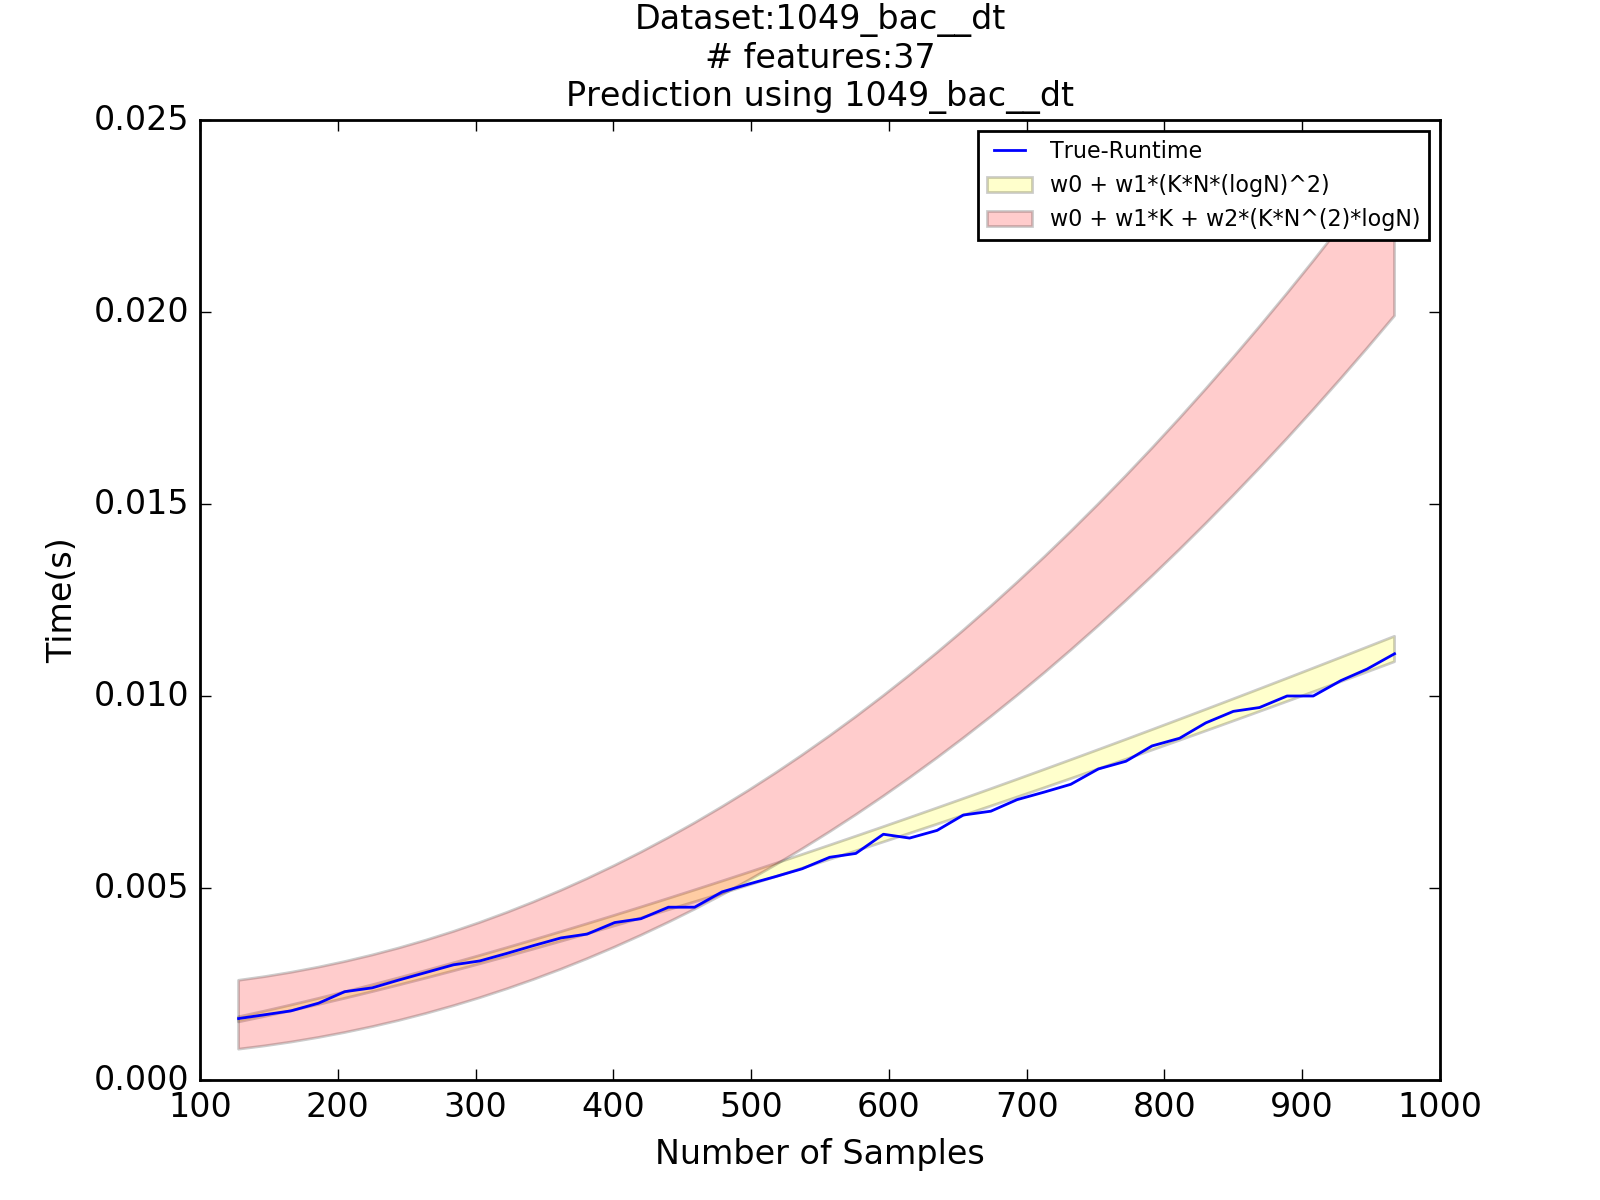 Dataset:1049_bac__dt
# features:37
Prediction using 1049_bac__dt
0.025
0.020
0.015
0.010
0.005
0.000
Time(s)
True-Runtime
w0 + w1*(K*N*(logN)^2)
w0 + w1*K + w2*(K*N^(2)*logN)
100 200 300 400 500 600 700 800 900 1000
Number of Samples